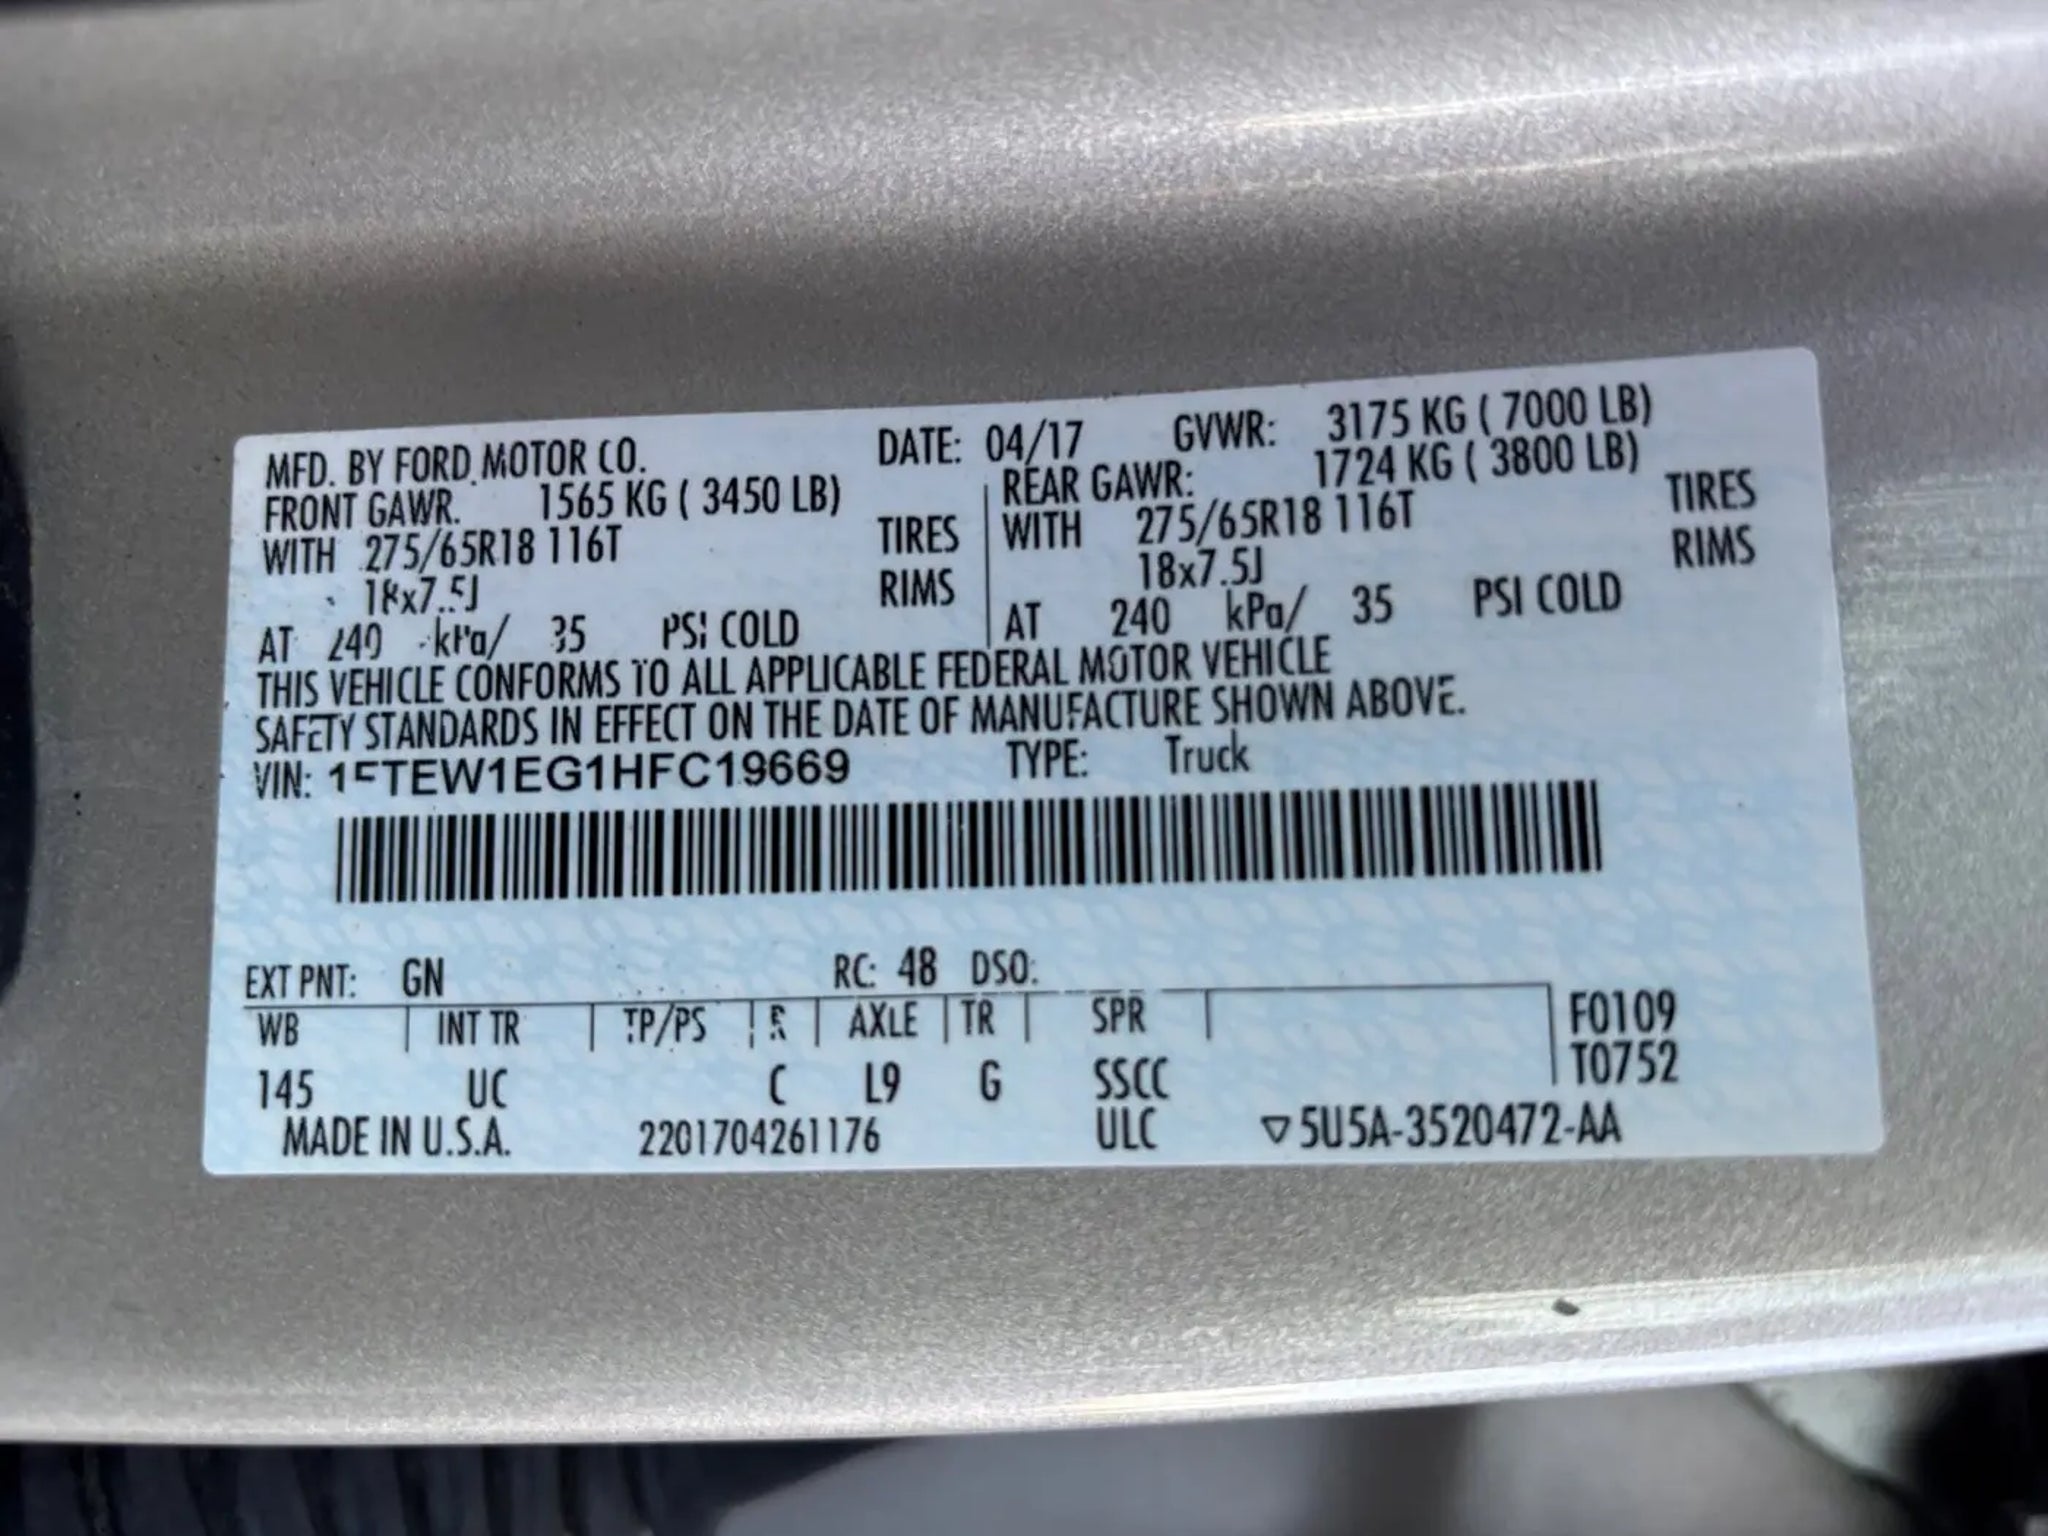 MFD. BY FORD MOTOR CO. DATE: 04/17 GVWR: 3175 KG ( 7000 LB)
FRONT GAWR. 1565 KG ( 3450 LB) REAR GAWR: 1724 KG ( 3800 LB)
WITH 275/65R18 116T TIRES WITH 275/65R18 116T TIRES
18x7.5J RIMS 18x7.5J RIMS
AT 240 kPa/ 35 PSI COLD AT 240 kPa/ 35 PSI COLD
THIS VEHICLE CONFORMS TO ALL APPLICABLE FEDERAL MOTOR VEHICLE
SAFETY STANDARDS IN EFFECT ON THE DATE OF MANUFACTURE SHOWN ABOVE.
VIN: 1FTEW1EG1HFC19669 TYPE: Truck
EXT PNT: GN RC: 48 DSO:
WB INT TR TP/PS R AXLE TR SPR F0109
145 UC C L9 G SSCC T0752
MADE IN U.S.A. 2201704261176 ULC ▽5U5A-3520472-AA